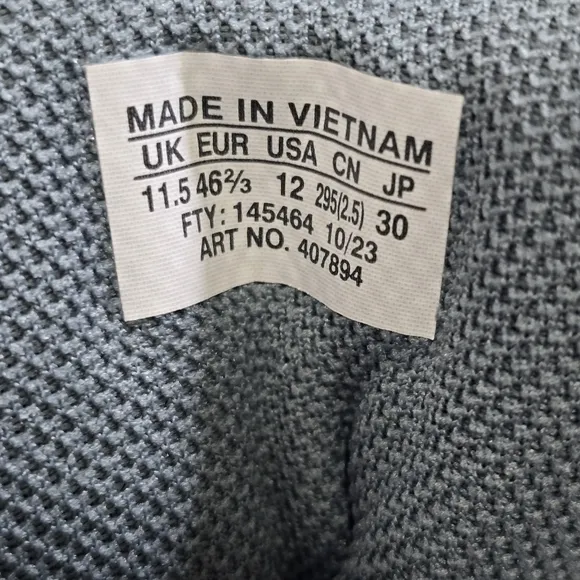 MADE IN VIETNAM
UK EUR USA CN JP
11.5 46⅔ 12 295(2.5) 30
FTY: 145464 10/23
ART NO. 407894